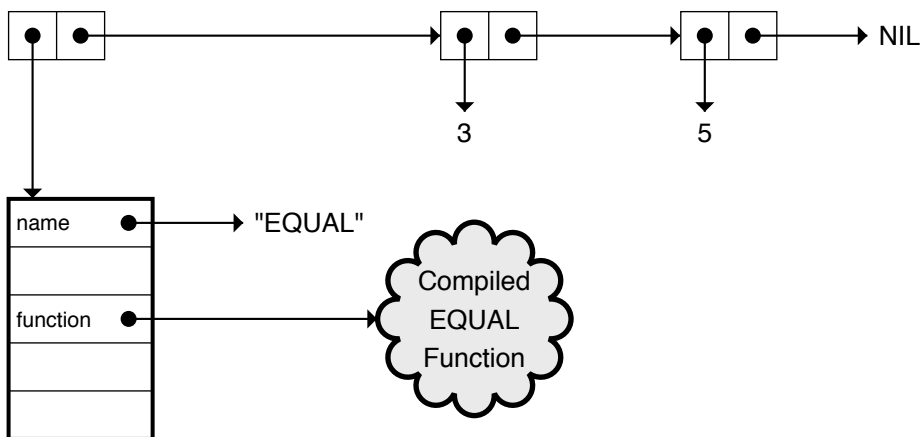 NIL
3
5
name
"EQUAL"
function
Compiled
EQUAL
Function